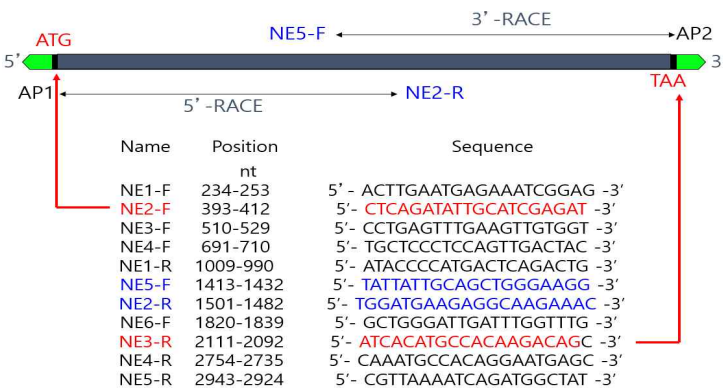 3’-RACE
NE5-F AP2
ATG
5’ 3
TAA
AP1 NE2-R
5’-RACE
Name Position Sequence
nt
NE1-F 234-253 5’- ACTTGAATGAGAAATCGGAG -3’
NE2-F 393-412 5’- CTCAGATATTGCATCGAGAT -3’
NE3-F 510-529 5’- CCTGAGTTTGAAGTTGTGGT -3’
NE4-F 691-710 5’- TGCTCCCTCCAGTTGACTAC -3’
NE1-R 1009-990 5’- ATACCCCATGACTCAGACTG -3’
NE5-F 1413-1432 5’- TATTATTGCAGCTGGGAAGG -3’
NE2-R 1501-1482 5’- TGGATGAAGAGGCAAGAAAC -3’
NE6-F 1820-1839 5’- GCTGGGATTGATTTGGTTTG -3’
NE3-R 2111-2092 5’- ATCACATGCCACAAGACAGC -3’
NE4-R 2754-2735 5’- CAAATGCCACAGGAATGAGC -3’
NE5-R 2943-2924 5’- CGTTAAAATCAGATGGCTAT -3’